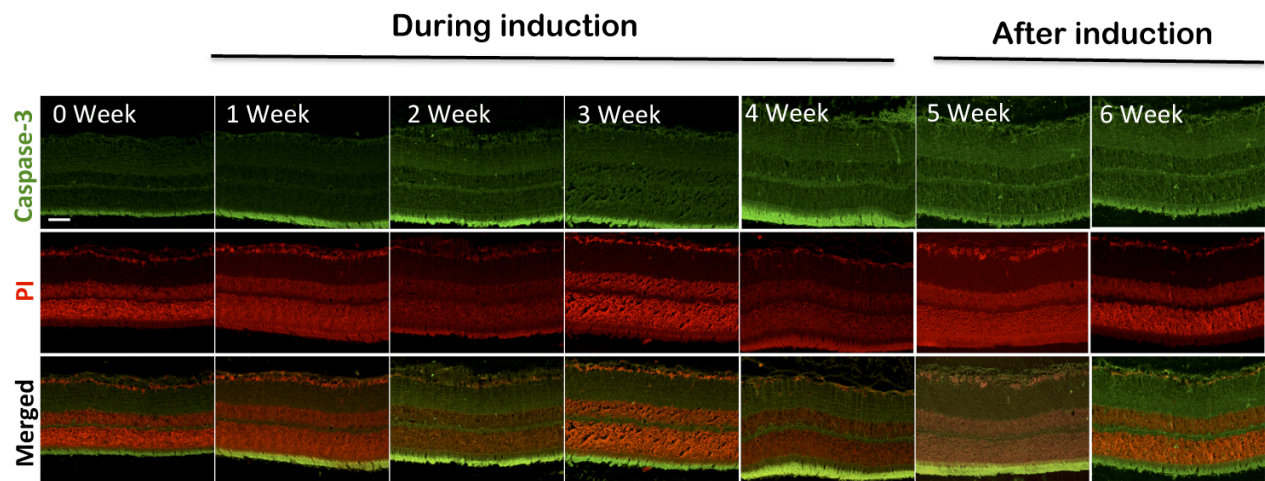 During induction
After induction
Caspase-3
0 Week
1 Week
2 Week
3 Week
4 Week
5 Week
6 Week
PI
Merged